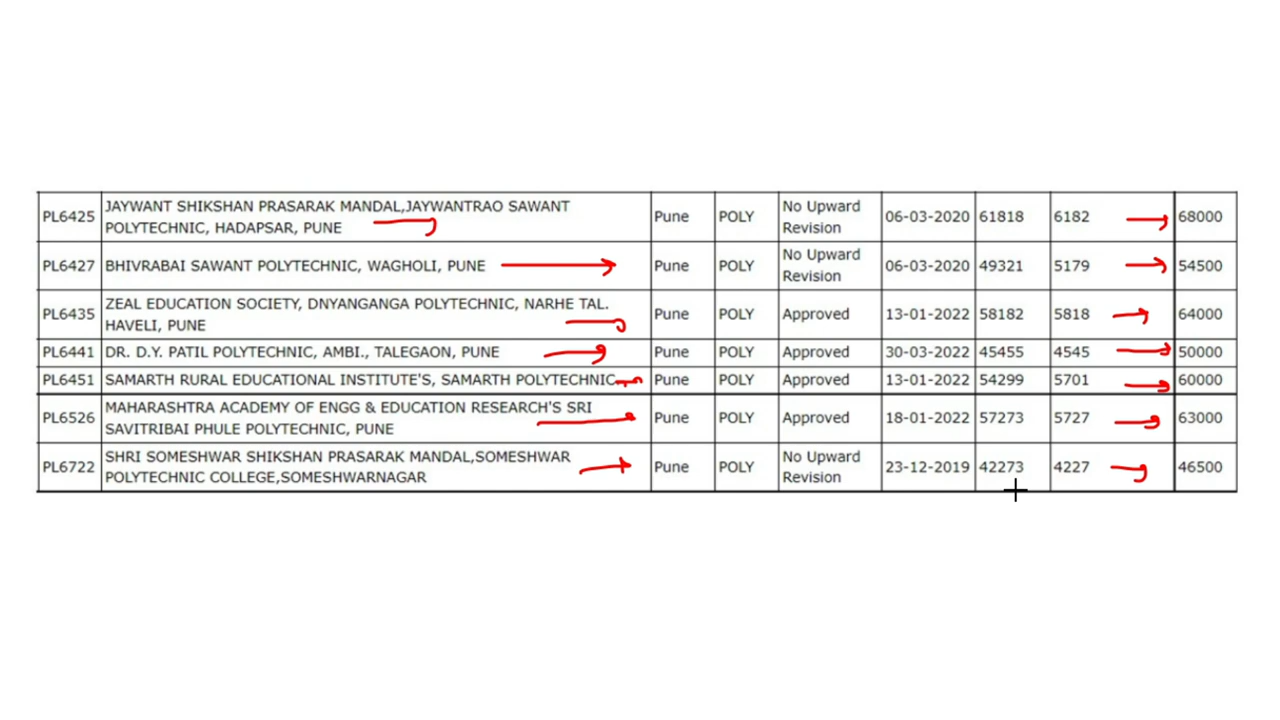 PL6425 JAYWANT SHIKSHAN PRASARAK MANDAL,JAYWANTRAO SAWANT POLYTECHNIC, HADAPSAR, PUNE Pune POLY No Upward Revision 06-03-2020 61818 6182 68000
PL6427 BHIVRABAI SAWANT POLYTECHNIC, WAGHOLI, PUNE Pune POLY No Upward Revision 06-03-2020 49321 5179 54500
PL6435 ZEAL EDUCATION SOCIETY, DNYANGANGA POLYTECHNIC, NARHE TAL. HAVELI, PUNE Pune POLY Approved 13-01-2022 58182 5818 64000
PL6441 DR. D.Y. PATIL POLYTECHNIC, AMBI., TALEGAON, PUNE Pune POLY Approved 30-03-2022 45455 4545 50000
PL6451 SAMARTH RURAL EDUCATIONAL INSTITUTE'S, SAMARTH POLYTECHNIC Pune POLY Approved 13-01-2022 54299 5701 60000
PL6526 MAHARASHTRA ACADEMY OF ENGG & EDUCATION RESEARCH'S SRI SAVITRIBAI PHULE POLYTECHNIC, PUNE Pune POLY Approved 18-01-2022 57273 5727 63000
PL6722 SHRI SOMESHWAR SHIKSHAN PRASARAK MANDAL,SOMESHWAR POLYTECHNIC COLLEGE,SOMESHWARNAGAR Pune POLY No Upward Revision 23-12-2019 42273 4227 46500